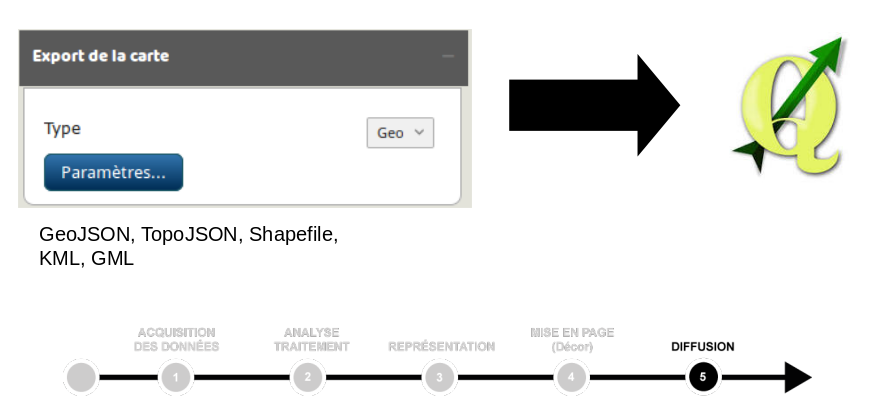 Export de la carte
Type
Geo
Paramètres...
GeoJSON, TopoJSON, Shapefile,
KML, GML
ACQUISITION
DES DONNÉES
ANALYSE
TRAITEMENT
REPRÉSENTATION
MISE EN PAGE
(Décor)
DIFFUSION
1
2
3
4
5